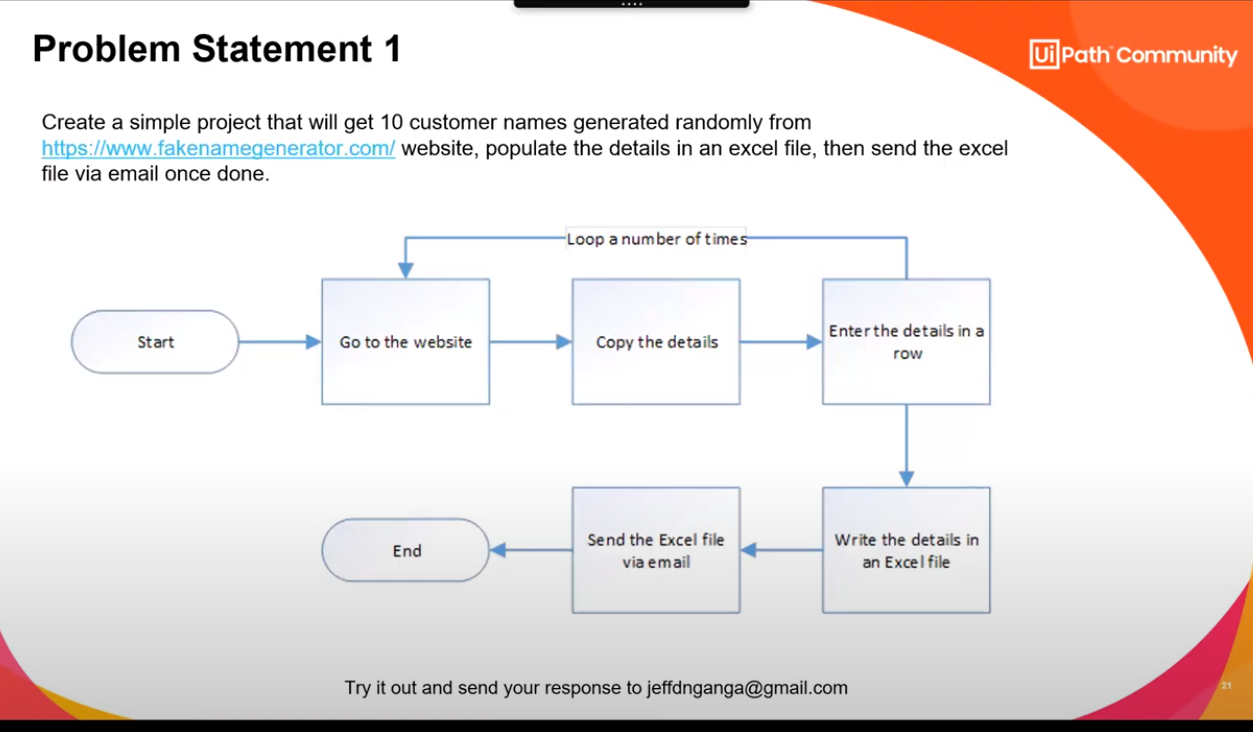 Problem Statement 1
UiPath Community
Create a simple project that will get 10 customer names generated randomly from
https://www.fakenamegenerator.com/ website, populate the details in an excel file, then send the excel
file via email once done.
Loop a number of times
Start
Go to the website
Copy the details
Enter the details in a
row
End
Send the Excel file
via email
Write the details in
an Excel file
Try it out and send your response to jeffdnganga@gmail.com
21